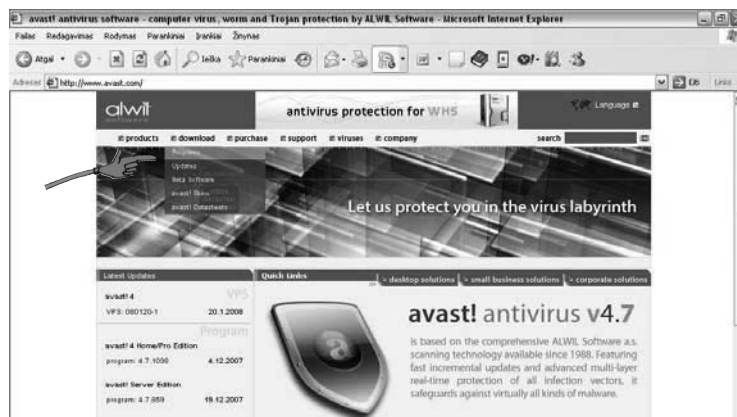 avast! antivirus software - computer virus, worm and Trojan protection by ALWIL Software - Microsoft Internet Explorer
Failas Redagavimas Rodymas Parankiniai Įrankiai Žinynas
Atgal Ieška Parankiniai
Adresas http://www.avast.com/ Eiti Links
alwil
software
antivirus protection for WHS
Language
products download purchase support viruses company search
Programs
Updates
Beta Software
avast! Skins
avast! Datasheets
Let us protect you in the virus labyrinth
Latest Updates
Quick Links
desktop solutions small business solutions corporate solutions
VPS
avast! 4
VPS: 080120-1 20.1.2008
Program
avast! 4 Home/Pro Edition
program: 4.7.1098 4.12.2007
avast! Server Edition
program: 4.7.859 19.12.2007
avast! antivirus v4.7
is based on the comprehensive ALWIL Software a.s.
scanning technology available since 1988. Featuring
fast incremental updates and advanced multi-layer
real-time protection of all infection vectors, it
safeguards against virtually all kinds of malware.